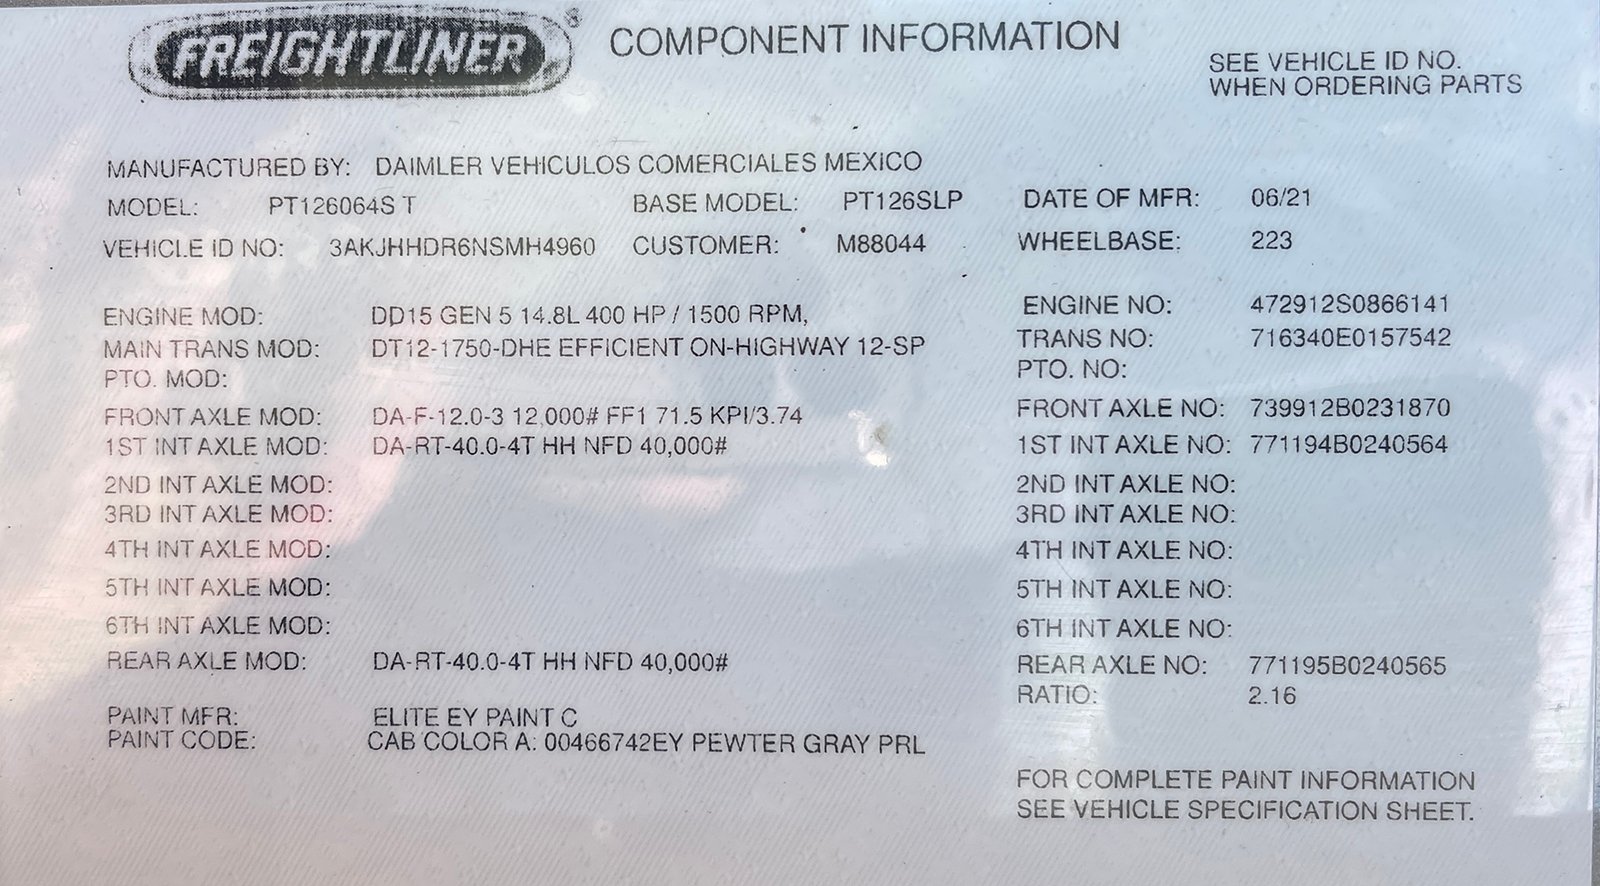 FREIGHTLINER®
COMPONENT INFORMATION
SEE VEHICLE ID NO.
WHEN ORDERING PARTS
MANUFACTURED BY: DAIMLER VEHICULOS COMERCIALES MEXICO
MODEL: PT126064S T BASE MODEL: PT126SLP DATE OF MFR: 06/21
VEHICLE ID NO: 3AKJHHDR6NSMH4960 CUSTOMER: M88044 WHEELBASE: 223
ENGINE MOD: DD15 GEN 5 14.8L 400 HP / 1500 RPM, ENGINE NO: 472912S0866141
MAIN TRANS MOD: DT12-1750-DHE EFFICIENT ON-HIGHWAY 12-SP TRANS NO: 716340E0157542
PTO. MOD: PTO. NO:
FRONT AXLE MOD: DA-F-12.0-3 12,000# FF1 71.5 KPI/3.74 FRONT AXLE NO: 739912B0231870
1ST INT AXLE MOD: DA-RT-40.0-4T HH NFD 40,000# 1ST INT AXLE NO: 771194B0240564
2ND INT AXLE MOD: 2ND INT AXLE NO:
3RD INT AXLE MOD: 3RD INT AXLE NO:
4TH INT AXLE MOD: 4TH INT AXLE NO:
5TH INT AXLE MOD: 5TH INT AXLE NO:
6TH INT AXLE MOD: 6TH INT AXLE NO:
REAR AXLE MOD: DA-RT-40.0-4T HH NFD 40,000# REAR AXLE NO: 771195B0240565
RATIO: 2.16
PAINT MFR: ELITE EY PAINT C
PAINT CODE: CAB COLOR A: 00466742EY PEWTER GRAY PRL
FOR COMPLETE PAINT INFORMATION
SEE VEHICLE SPECIFICATION SHEET.